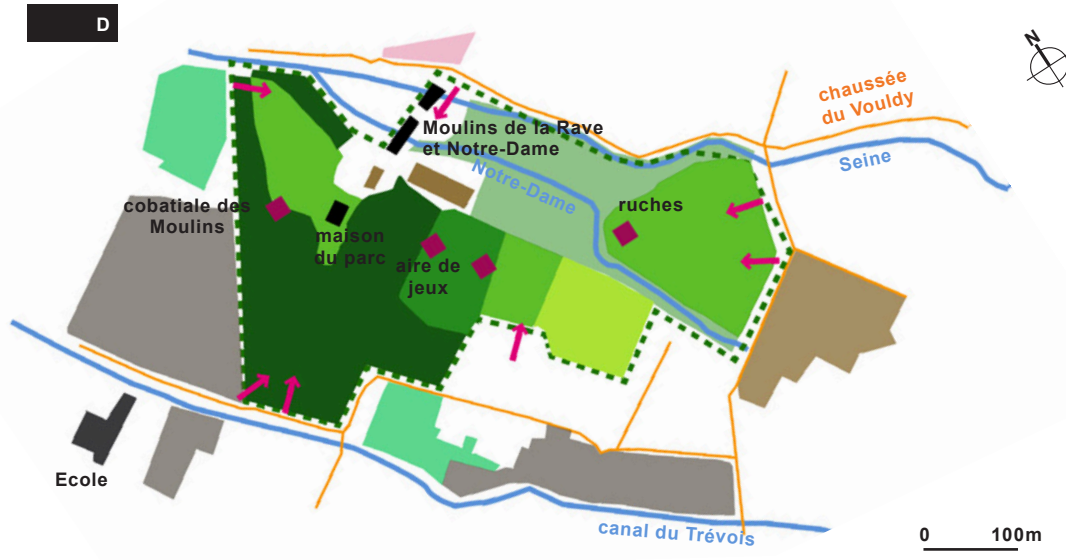 D
N
chaussée
du Vouldy
Seine
Moulins de la Rave
et Notre-Dame
Notre-Dame
ruches
cobatiale des
Moulins
maison
du parc
aire de
jeux
Ecole
canal du Trévois
0 100m